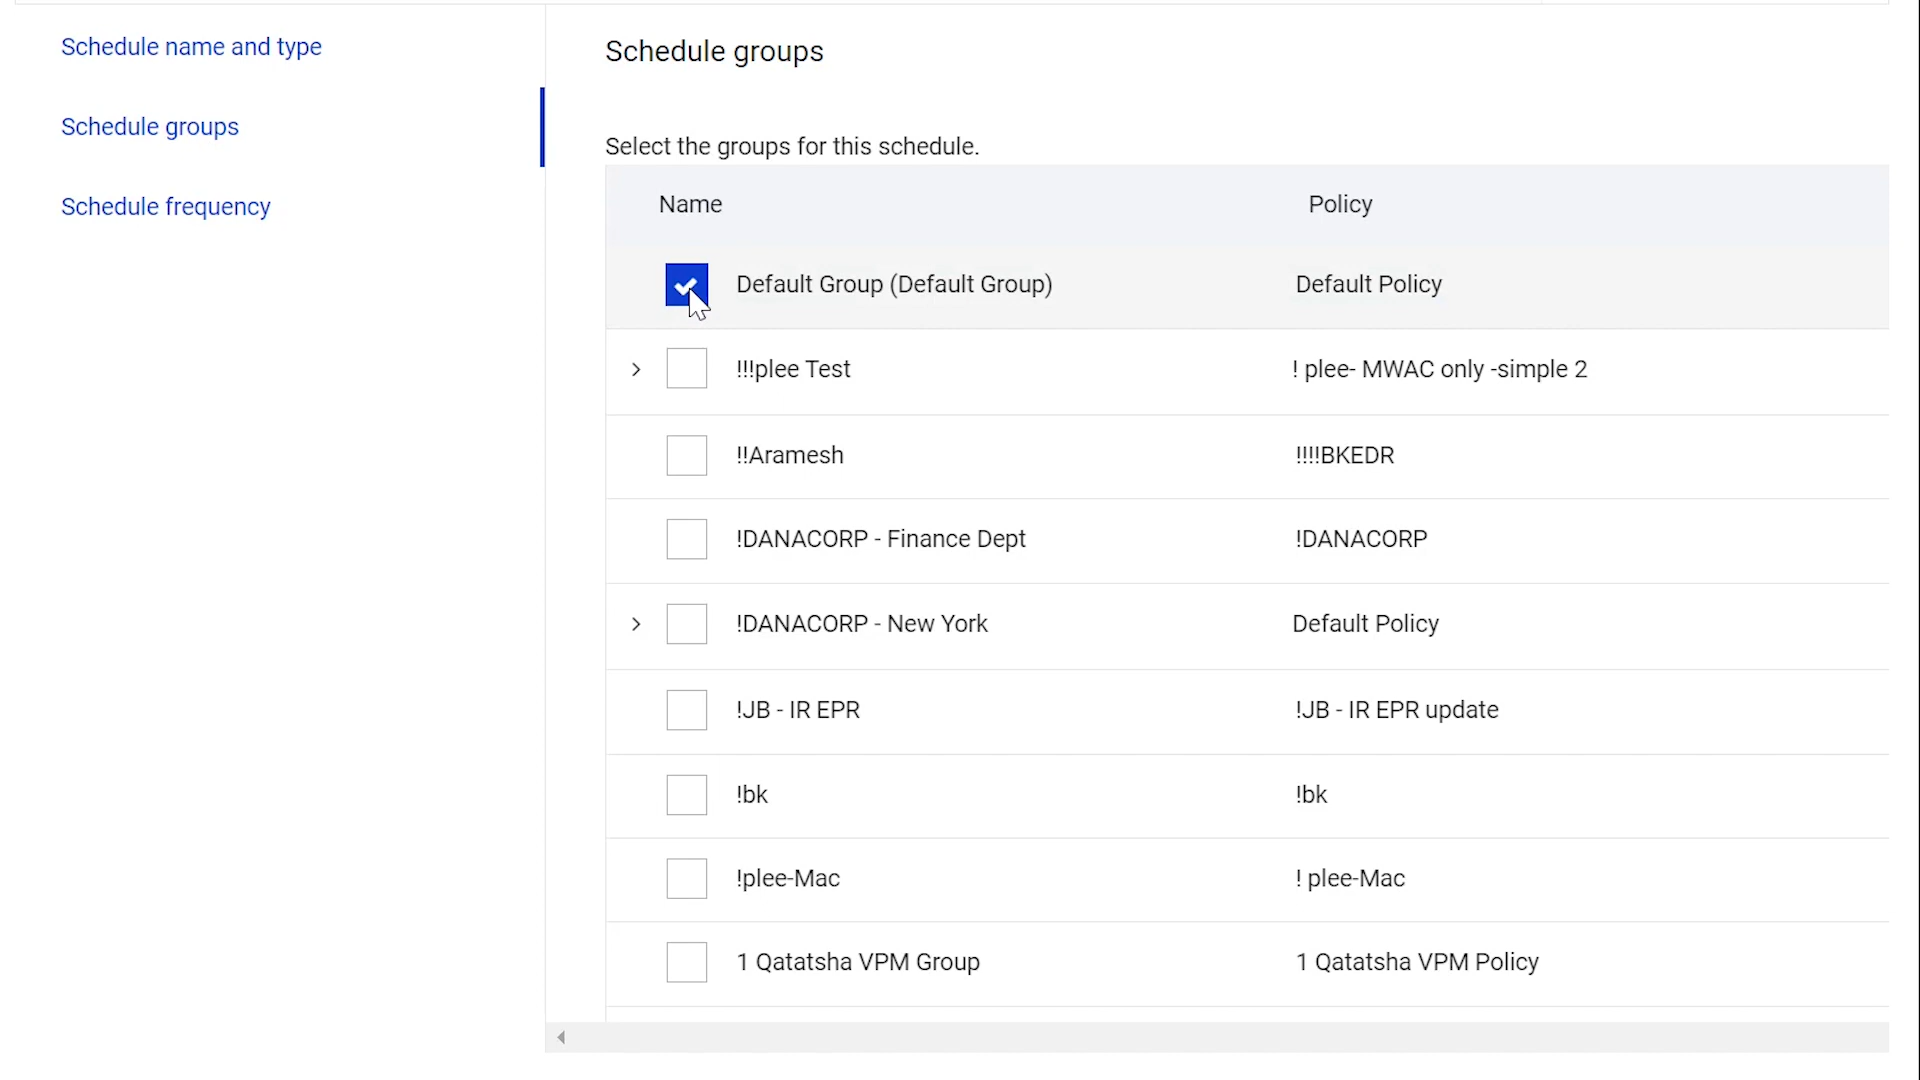 Schedule name and type
Schedule groups
Schedule frequency
Schedule groups
Select the groups for this schedule.
Name Policy
Default Group (Default Group) Default Policy
!!!plee Test ! plee- MWAC only -simple 2
!!Aramesh !!!!BKEDR
!DANACORP - Finance Dept !DANACORP
!DANACORP - New York Default Policy
!JB - IR EPR !JB - IR EPR update
!bk !bk
!plee-Mac ! plee-Mac
1 Qatatsha VPM Group 1 Qatatsha VPM Policy